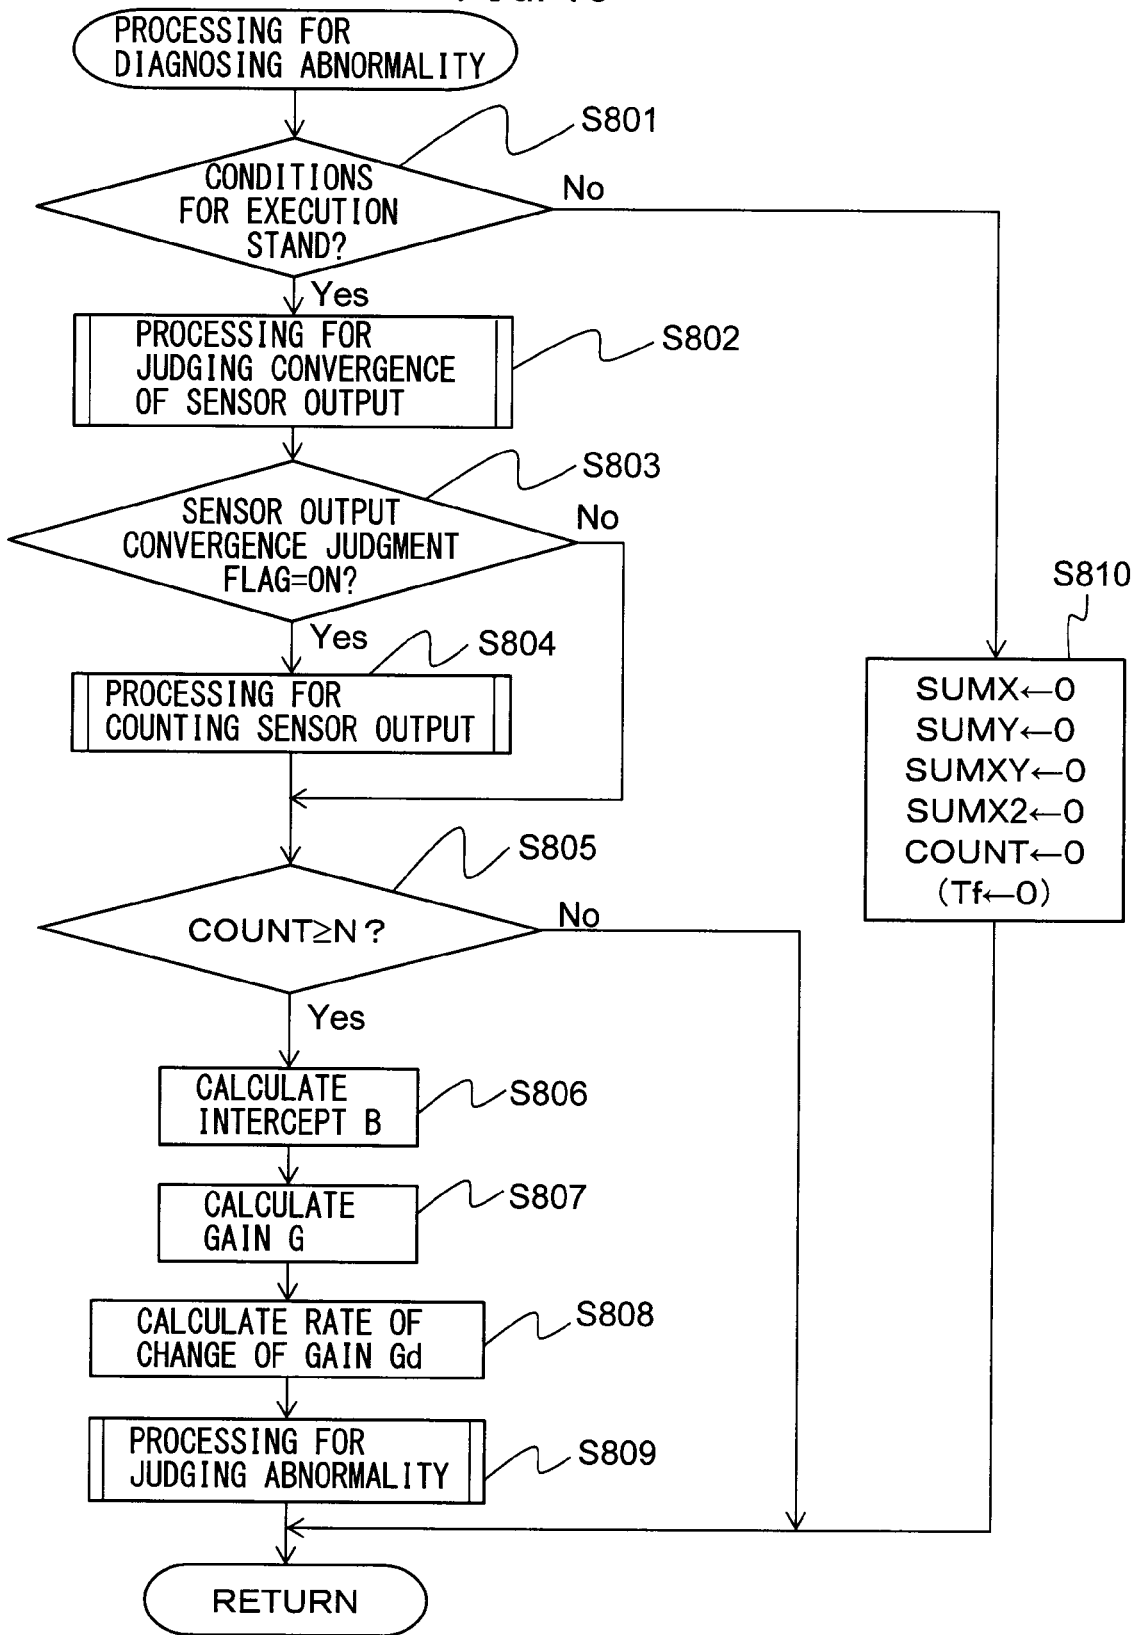 PROCESSING FOR
DIAGNOSING ABNORMALITY
S801
CONDITIONS
FOR EXECUTION
STAND?
No
Yes
PROCESSING FOR
JUDGING CONVERGENCE
OF SENSOR OUTPUT
S802
S803
SENSOR OUTPUT
CONVERGENCE JUDGMENT
FLAG=ON?
No
Yes
S804
PROCESSING FOR
COUNTING SENSOR OUTPUT
S810
SUMX←0
SUMY←0
SUMXY←0
SUMX2←0
COUNT←0
(Tf←0)
S805
COUNT≥N?
No
Yes
CALCULATE
INTERCEPT B
S806
CALCULATE
GAIN G
S807
CALCULATE RATE OF
CHANGE OF GAIN Gd
S808
PROCESSING FOR
JUDGING ABNORMALITY
S809
RETURN